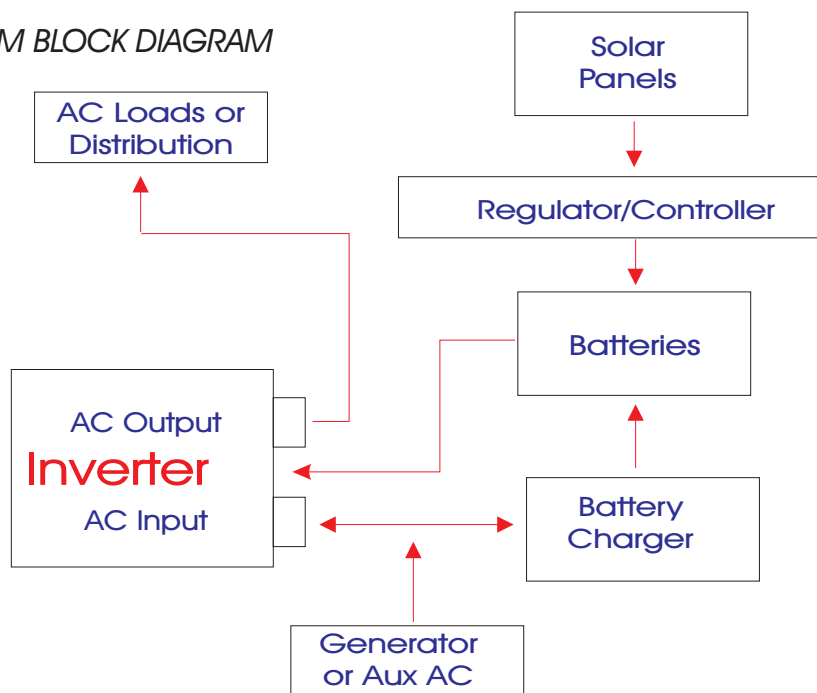 M BLOCK DIAGRAM
Solar
Panels
AC Loads or
Distribution
Regulator/Controller
Batteries
AC Output
Inverter
AC Input
Battery
Charger
Generator
or Aux AC